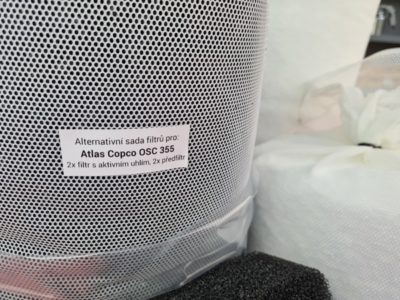 Alternativní sada filtrů pro:
Atlas Copco OSC 355
2x filtr s aktivním uhlím, 2x předfiltr